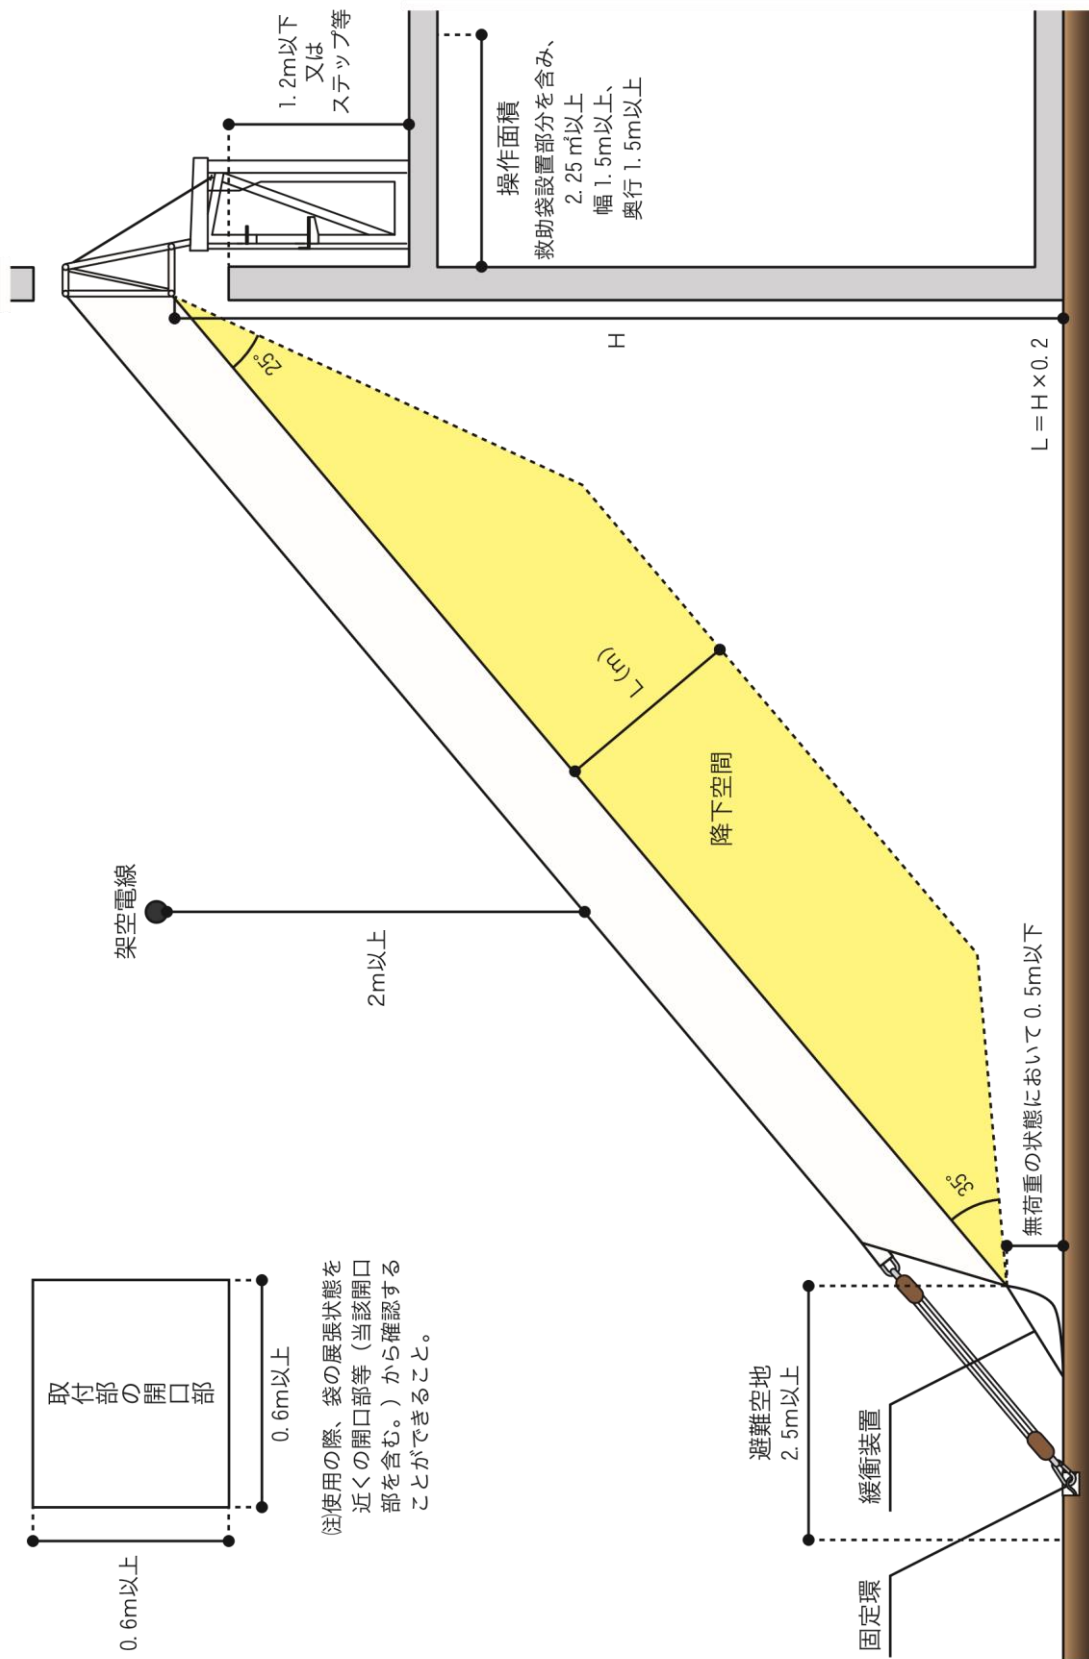 1.2m以下
又は
ステップ等
操作面積
救助袋設置部分を含み、
2.25㎡以上
幅1.5m以上、
奥行1.5m以上
25°
H
L=H×0.2
L(m)
降下空間
架空電線
2m以上
35°
無荷重の状態において0.5m以下
取付部の開口部
0.6m以上
0.6m以上
㊟使用の際、袋の展張状態を
近くの開口部等（当該開口
部を含む。）から確認する
ことができること。
避難空地
2.5m以上
緩衝装置
固定環